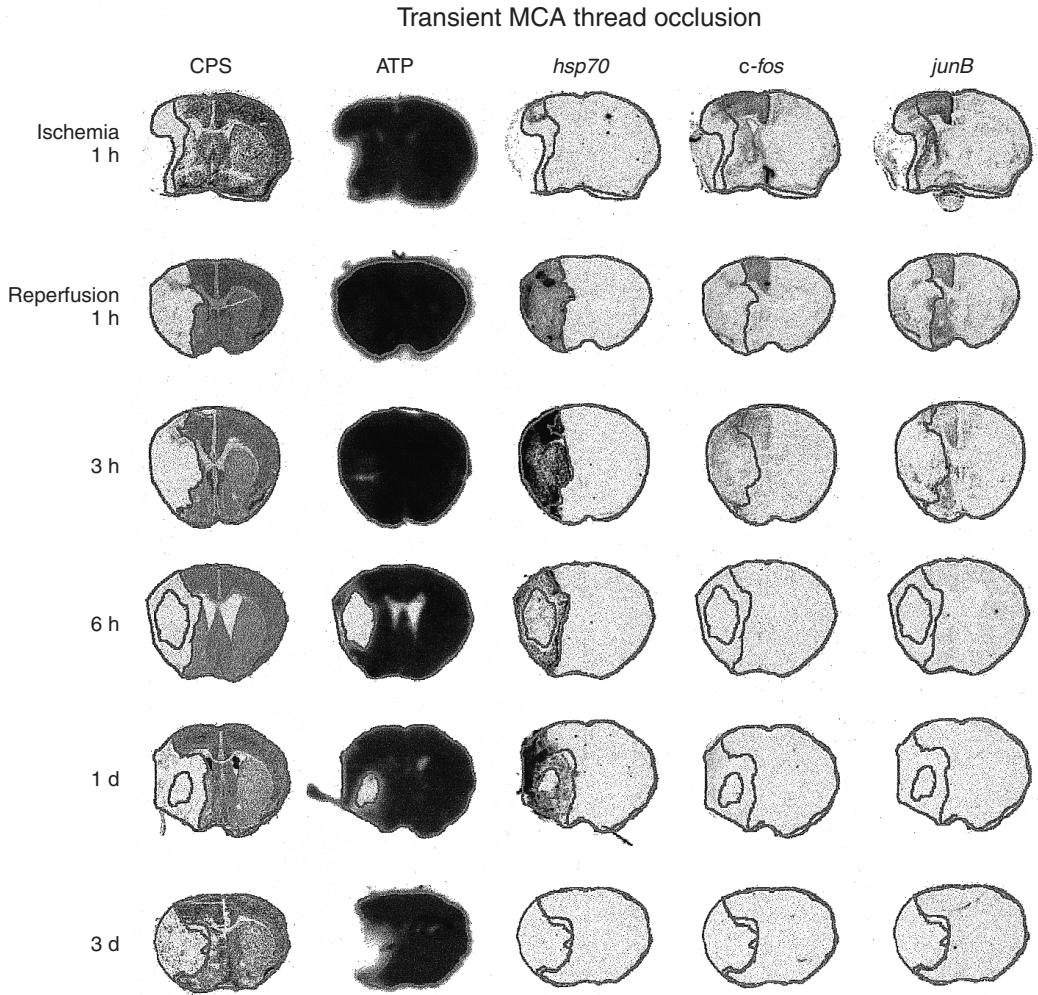 Transient MCA thread occlusion
CPS ATP hsp70 c-fos junB
Ischemia
1 h
Reperfusion
1 h
3 h
6 h
1 d
3 d